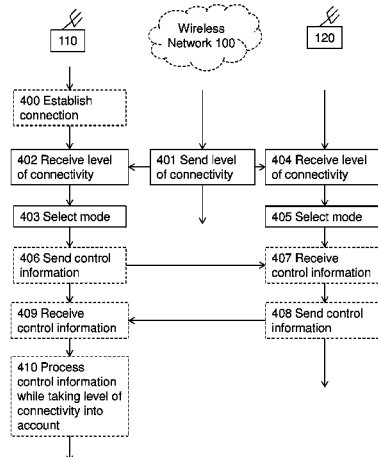 110
Wireless
Network 100
120
400 Establish
connection
402 Receive level
of connectivity
401 Send level
of connectivity
404 Receive level
of connectivity
403 Select mode
405 Select mode
406 Send control
information
407 Receive
control information
409 Receive
control information
408 Send control
information
410 Process
control information
while taking level of
connectivity into
account